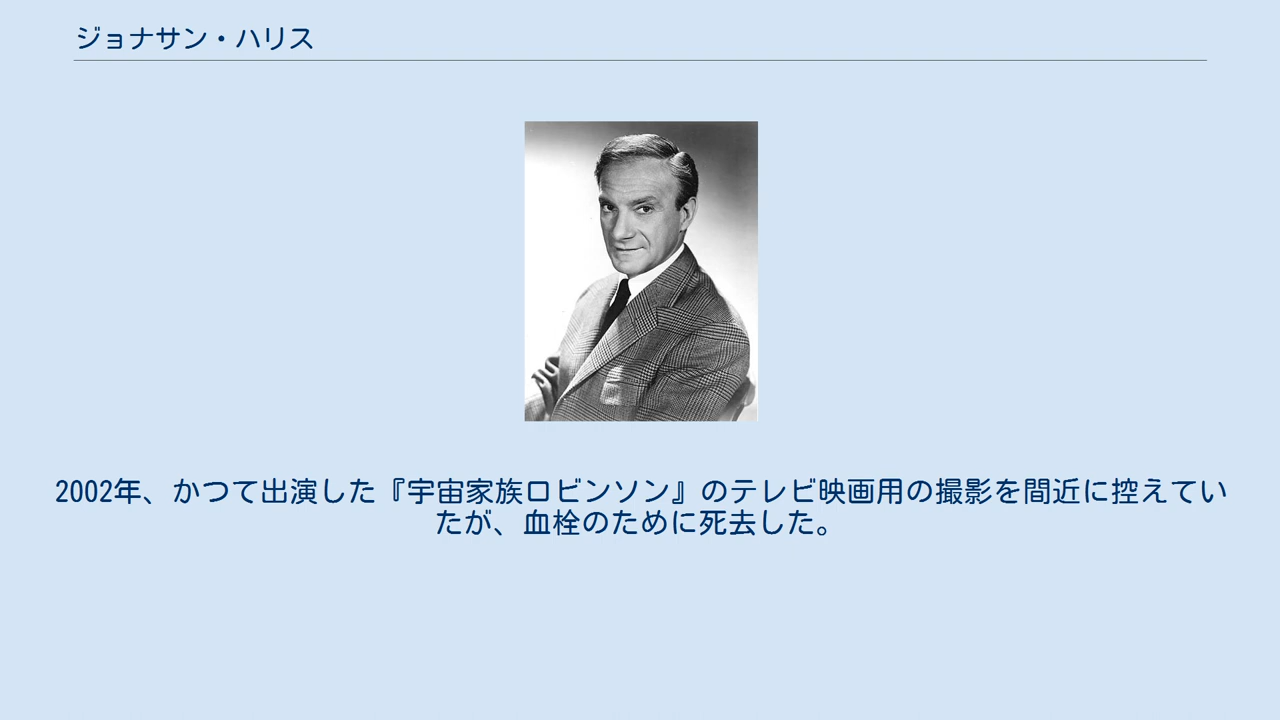 ジョナサン・ハリス
2002年、かつて出演した『宇宙家族ロビンソン』のテレビ映画用の撮影を間近に控えてい
たが、血栓のために死去した。